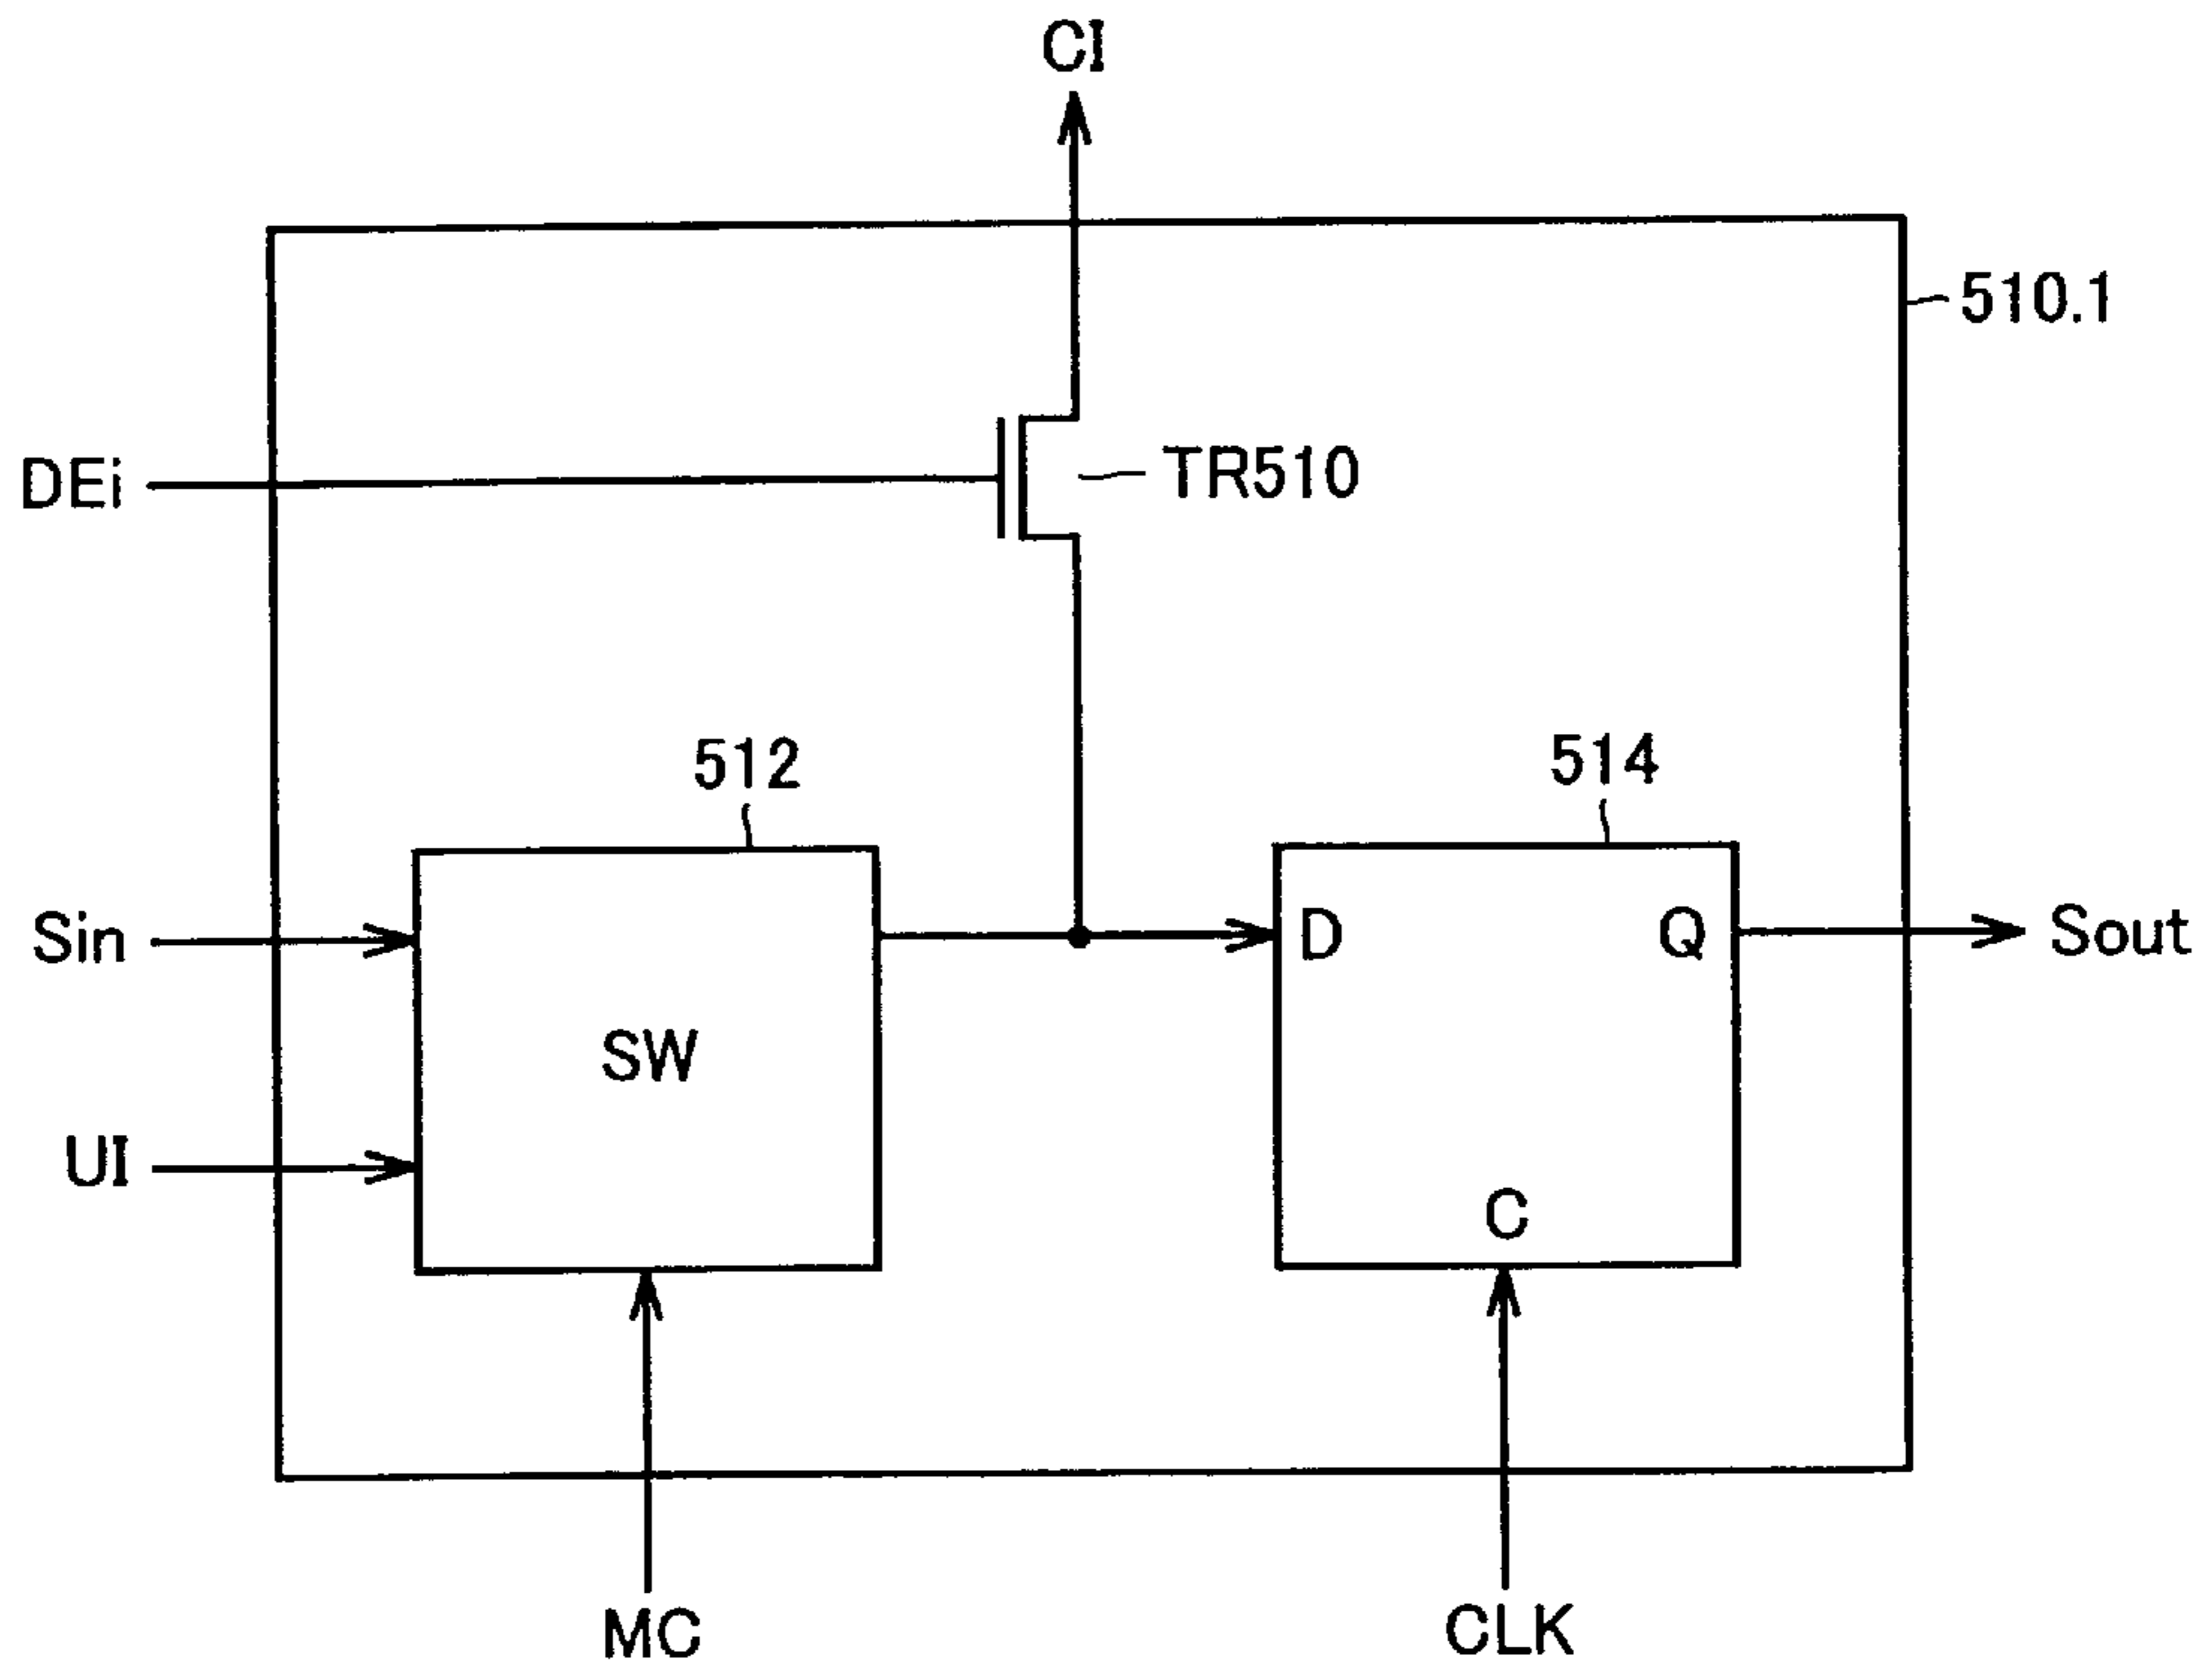 CI
510.1
DEi
TR510
512
514
Sin
D
Q
Sout
SW
UI
C
MC
CLK